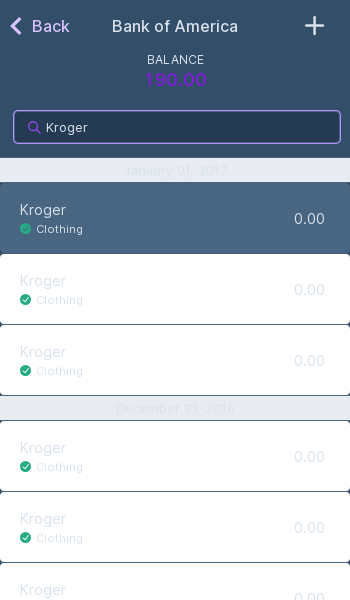 Back
Bank of America
BALANCE
190.00
Kroger
January 01, 2017
Kroger
0.00
Clothing
Kroger
0.00
Clothing
Kroger
0.00
Clothing
December 31, 2016
Kroger
0.00
Clothing
Kroger
0.00
Clothing
Kroger
0.00